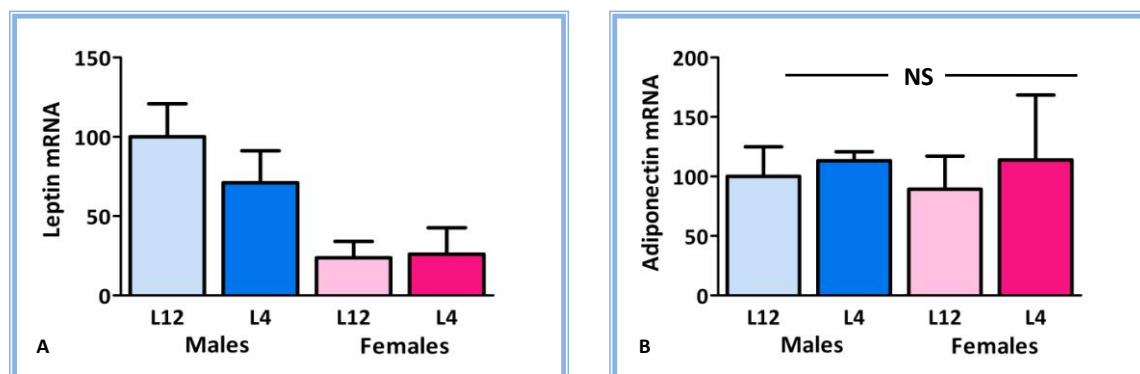 Leptin mRNA
150
100
50
0
L12 L4 L12 L4
Males Females
A
Adiponectin mRNA
200
150
100
50
0
NS
L12 L4 L12 L4
Males Females
B